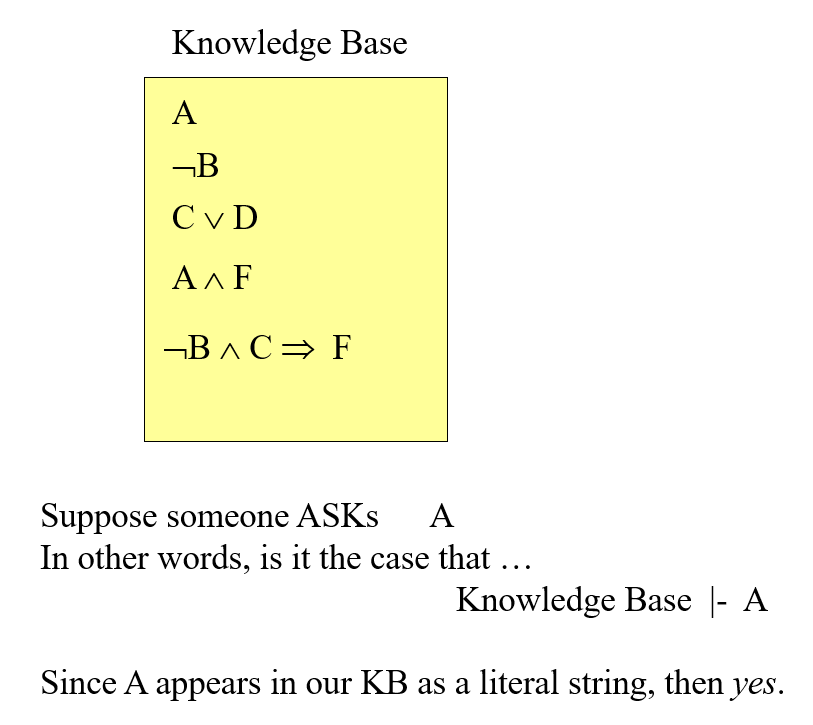 Knowledge Base
A
¬B
C ∨ D
A ∧ F
¬B ∧ C ⇒ F
Suppose someone ASKs A
In other words, is it the case that …
Knowledge Base |- A
Since A appears in our KB as a literal string, then yes.